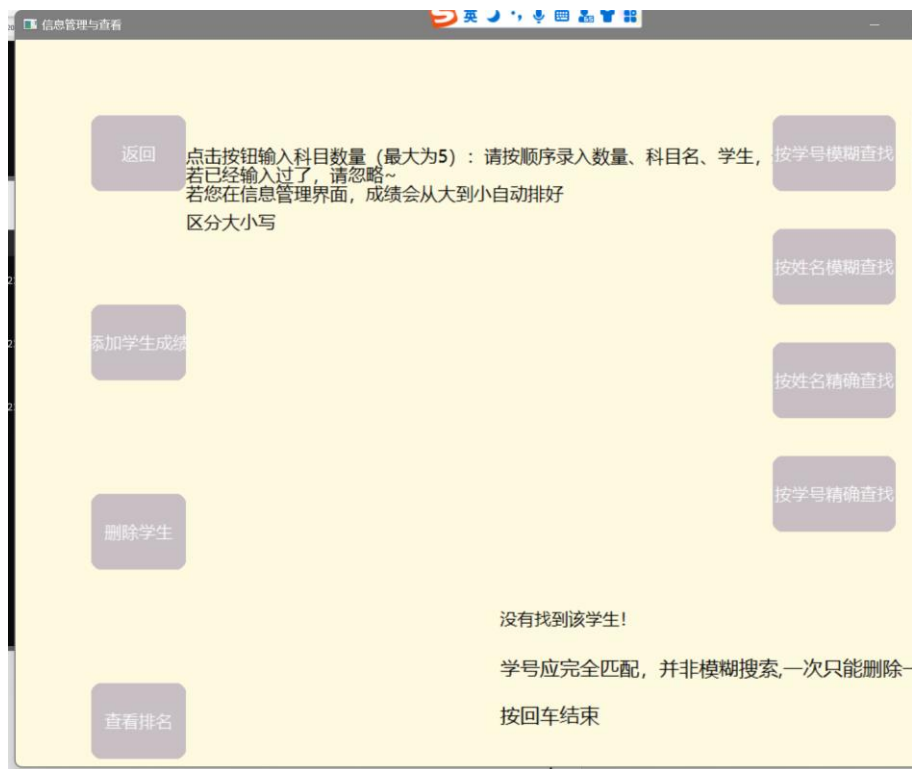 信息管理与查看
英
返回
点击按钮输入科目数量（最大为5）：请按顺序录入数量、科目名、学生，
若已经输入过了，请忽略~
若您在信息管理界面，成绩会从大到小自动排好
区分大小写
按学号模糊查找
按姓名模糊查找
添加学生成绩
按姓名精确查找
按学号精确查找
删除学生
没有找到该学生！
学号应完全匹配，并非模糊搜索,一次只能删除一
查看排名
按回车结束